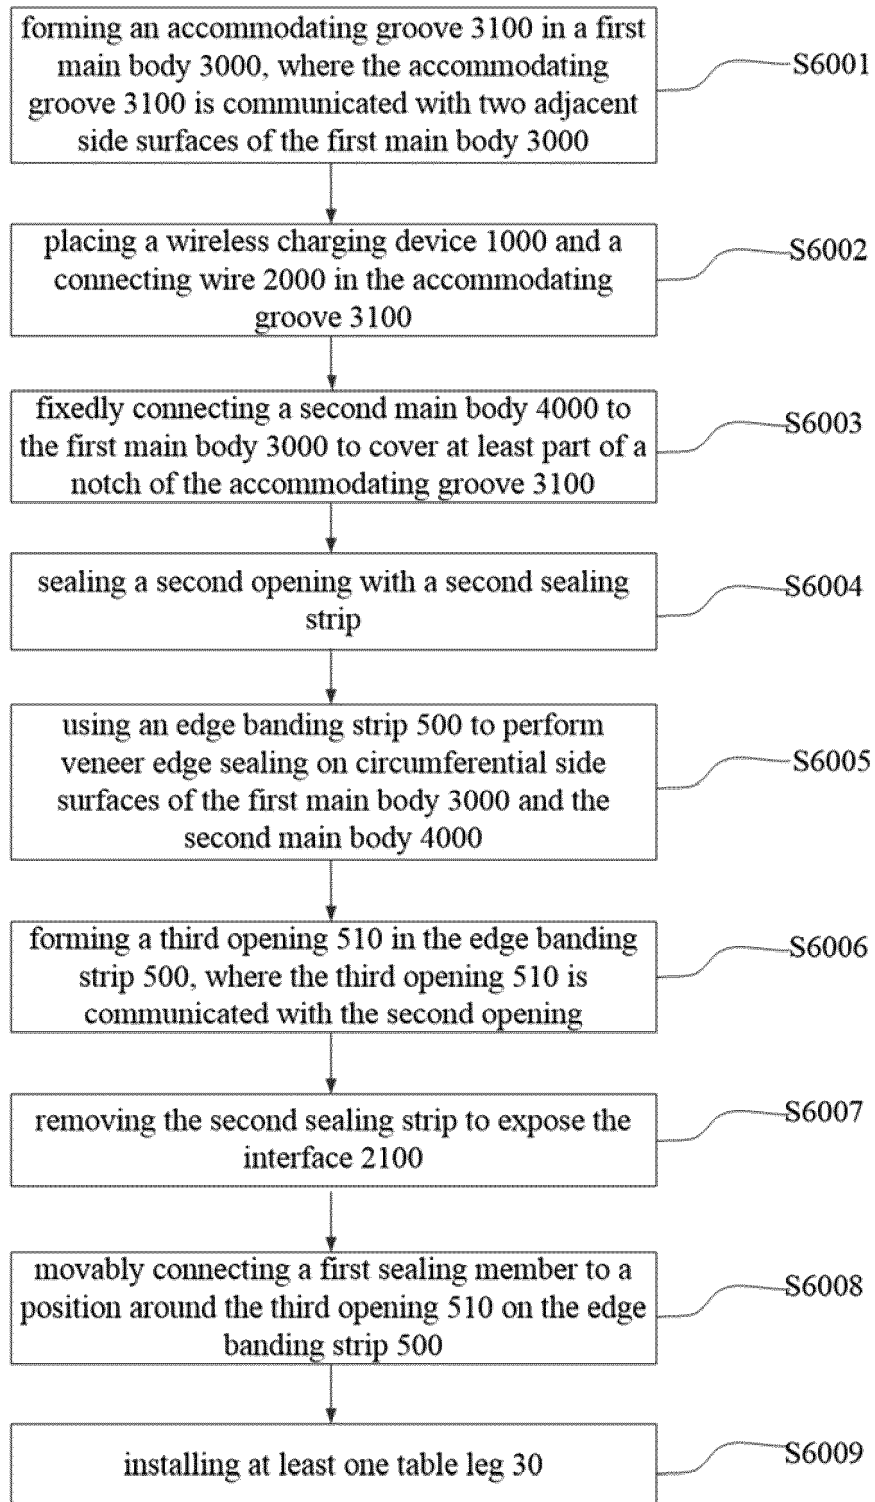 forming an accommodating groove 3100 in a first
main body 3000, where the accommodating
groove 3100 is communicated with two adjacent
side surfaces of the first main body 3000
S6001
placing a wireless charging device 1000 and a
connecting wire 2000 in the accommodating
groove 3100
S6002
fixedly connecting a second main body 4000 to
the first main body 3000 to cover at least part of a
notch of the accommodating groove 3100
S6003
sealing a second opening with a second sealing
strip
S6004
using an edge banding strip 500 to perform
veneer edge sealing on circumferential side
surfaces of the first main body 3000 and the
second main body 4000
S6005
forming a third opening 510 in the edge banding
strip 500, where the third opening 510 is
communicated with the second opening
S6006
removing the second sealing strip to expose the
interface 2100
S6007
movably connecting a first sealing member to a
position around the third opening 510 on the edge
banding strip 500
S6008
installing at least one table leg 30
S6009